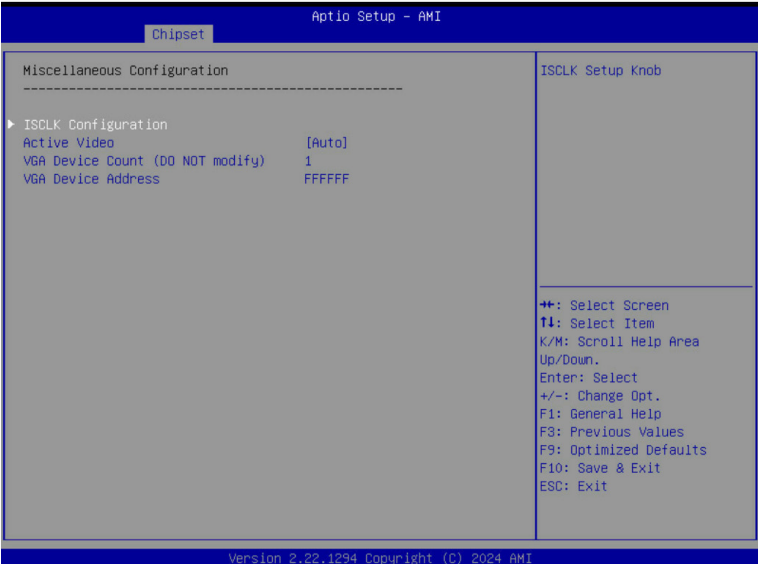 Aptio Setup – AMI
Chipset
Miscellaneous Configuration
--------------------------------------------------
ISCLK Configuration
Active Video [Auto]
VGA Device Count (DO NOT modify) 1
VGA Device Address FFFFFF
ISCLK Setup Knob
→←: Select Screen
↑↓: Select Item
K/M: Scroll Help Area
Up/Down.
Enter: Select
+/-: Change Opt.
F1: General Help
F3: Previous Values
F9: Optimized Defaults
F10: Save & Exit
ESC: Exit
Version 2.22.1294 Copyright (C) 2024 AMI